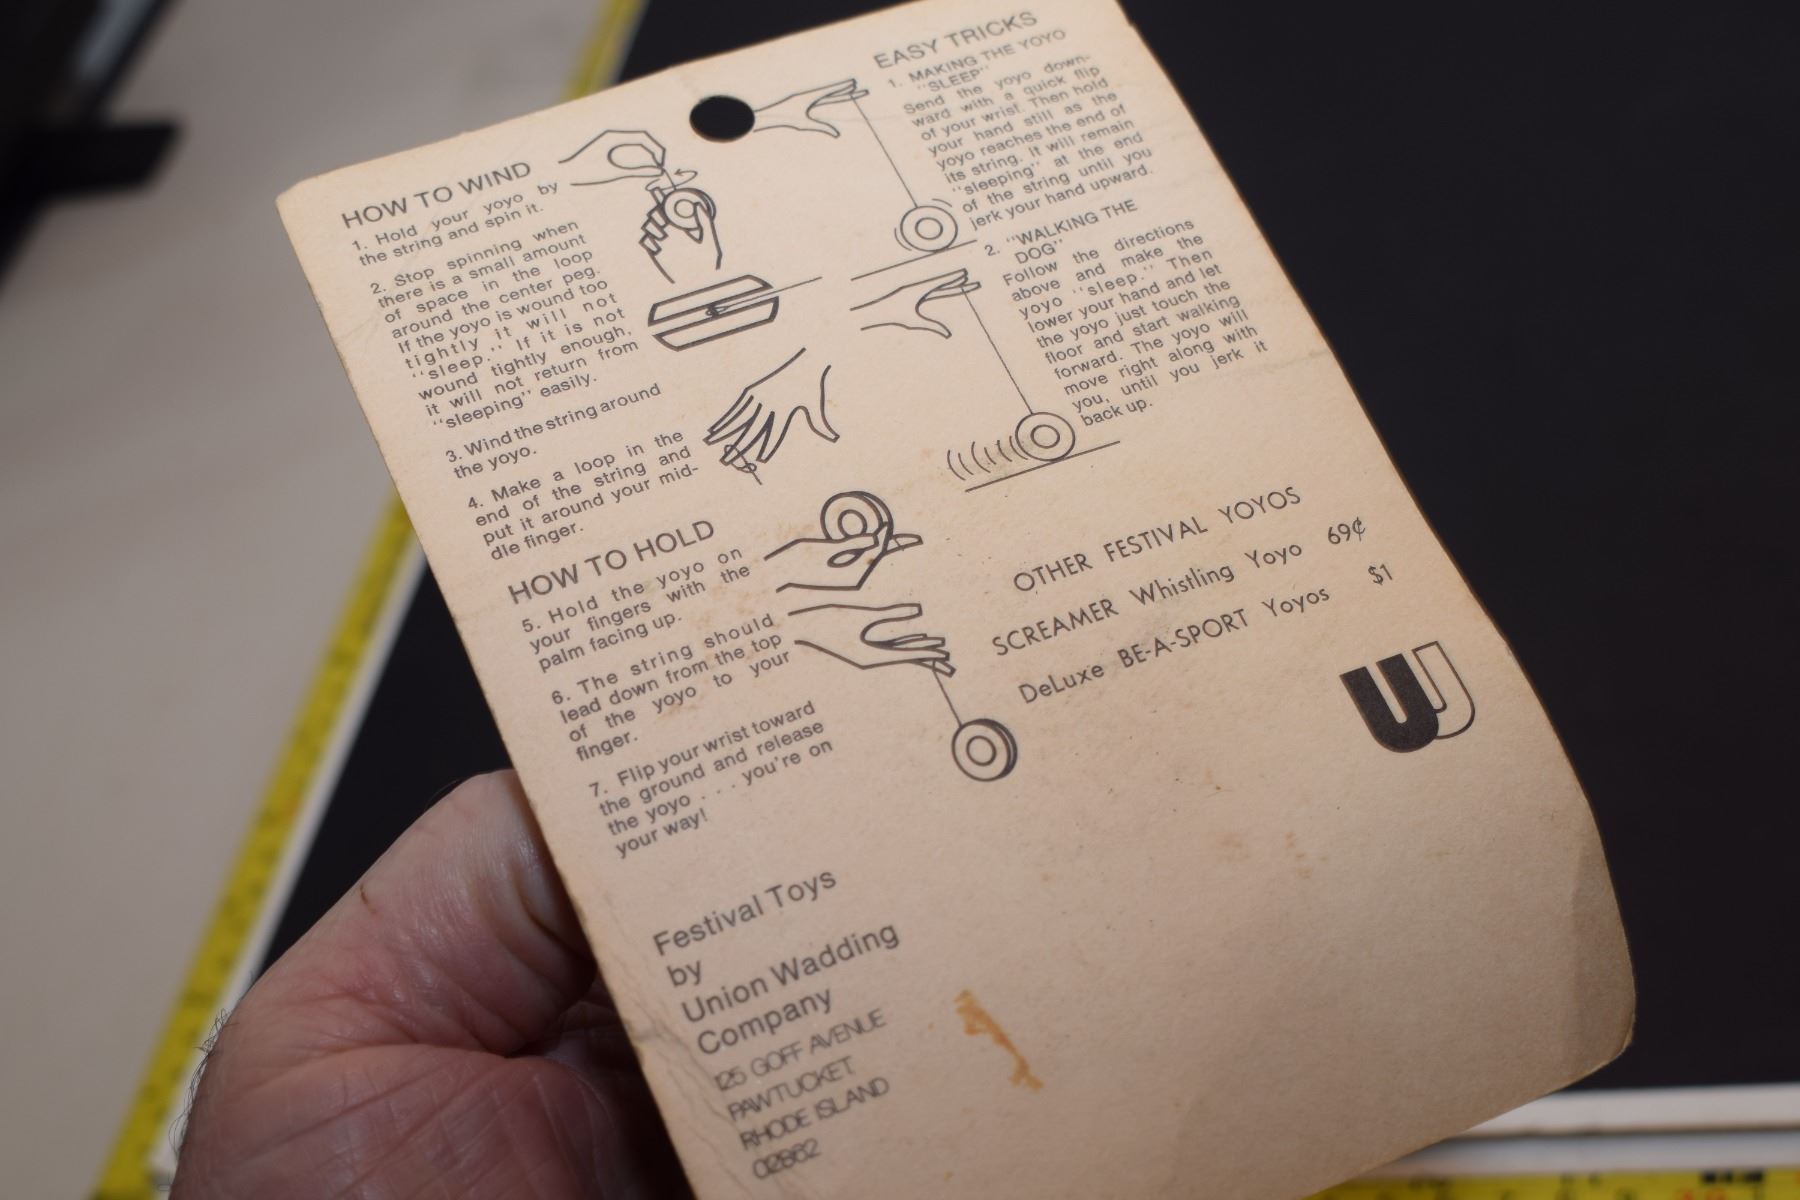 HOW TO WIND
1. Hold your yoyo by
the string and spin it.
2. Stop spinning when
there is a small amount
of space in the loop
around the center peg.
If the yoyo is wound too
tightly it will not
"sleep." If it is not
wound tightly enough,
it will not return from
"sleeping" easily.
3. Wind the string around
the yoyo.
4. Make a loop in the
end of the string and
put it around your mid-
dle finger.
HOW TO HOLD
5. Hold the yoyo on
your fingers with the
palm facing up.
6. The string should
lead down from the top
of the yoyo to your
finger.
7. Flip your wrist toward
the ground and release
the yoyo . . . you're on
your way!
Festival Toys
by
Union Wadding
Company
125 GOFF AVENUE
PAWTUCKET
RHODE ISLAND
02862
EASY TRICKS
1. MAKING THE YOYO
"SLEEP"
Send the yoyo down-
ward with a quick flip
of your wrist. Then hold
your hand still as the
yoyo reaches the end of
its string. It will remain
"sleeping" at the end
of the string until you
jerk your hand upward.
2. "WALKING THE
DOG"
Follow the directions
above and make the
yoyo "sleep." Then
lower your hand and let
the yoyo just touch the
floor and start walking
forward. The yoyo will
move right along with
you, until you jerk it
back up.
OTHER FESTIVAL YOYOS
SCREAMER Whistling Yoyo 69¢
DeLuxe BE-A-SPORT Yoyos $1
UW